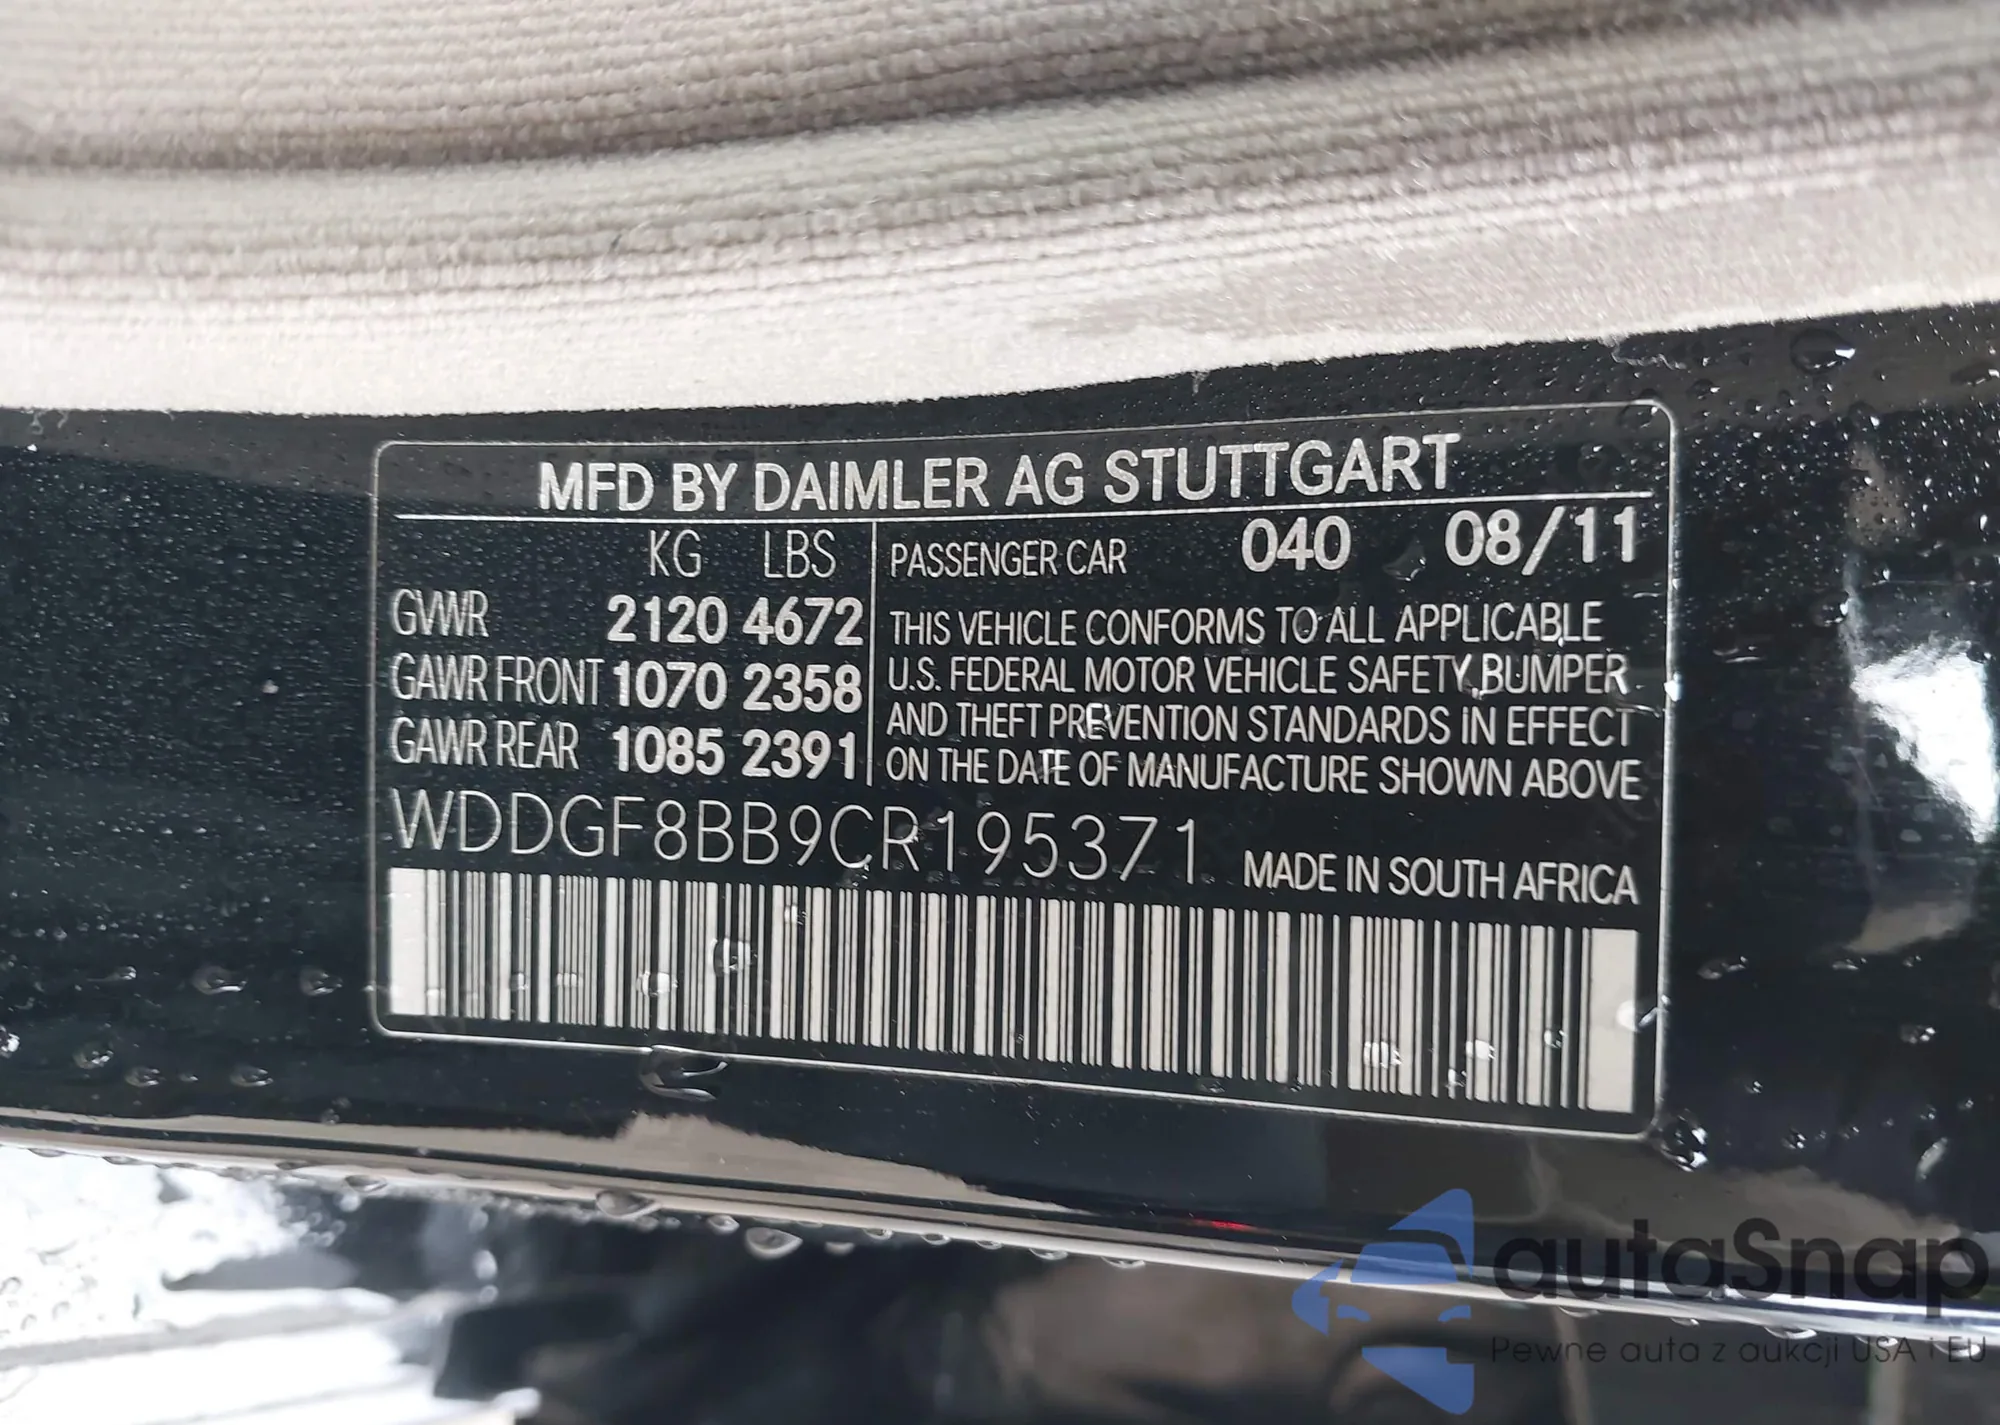 MFD BY DAIMLER AG STUTTGART
KG LBS
GVWR 2120 4672
GAWR FRONT 1070 2358
GAWR REAR 1085 2391
PASSENGER CAR 040 08/11
THIS VEHICLE CONFORMS TO ALL APPLICABLE
U.S. FEDERAL MOTOR VEHICLE SAFETY, BUMPER
AND THEFT PREVENTION STANDARDS IN EFFECT
ON THE DATE OF MANUFACTURE SHOWN ABOVE
WDDGF8BB9CR195371
MADE IN SOUTH AFRICA
autaSnap
Pewne auta z aukcji USA i EU